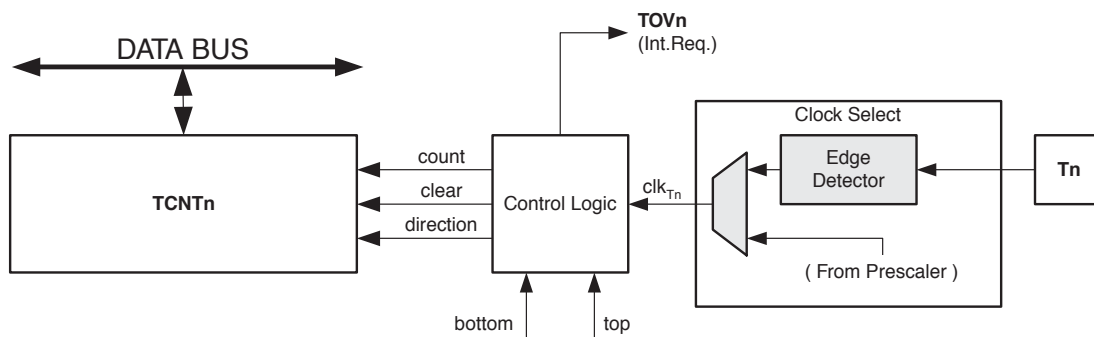 TOVn
(Int.Req.)
DATA BUS
Clock Select
count
Edge
Detector
Tn
TCNTn
clear
Control Logic
clkTn
direction
( From Prescaler )
bottom
top